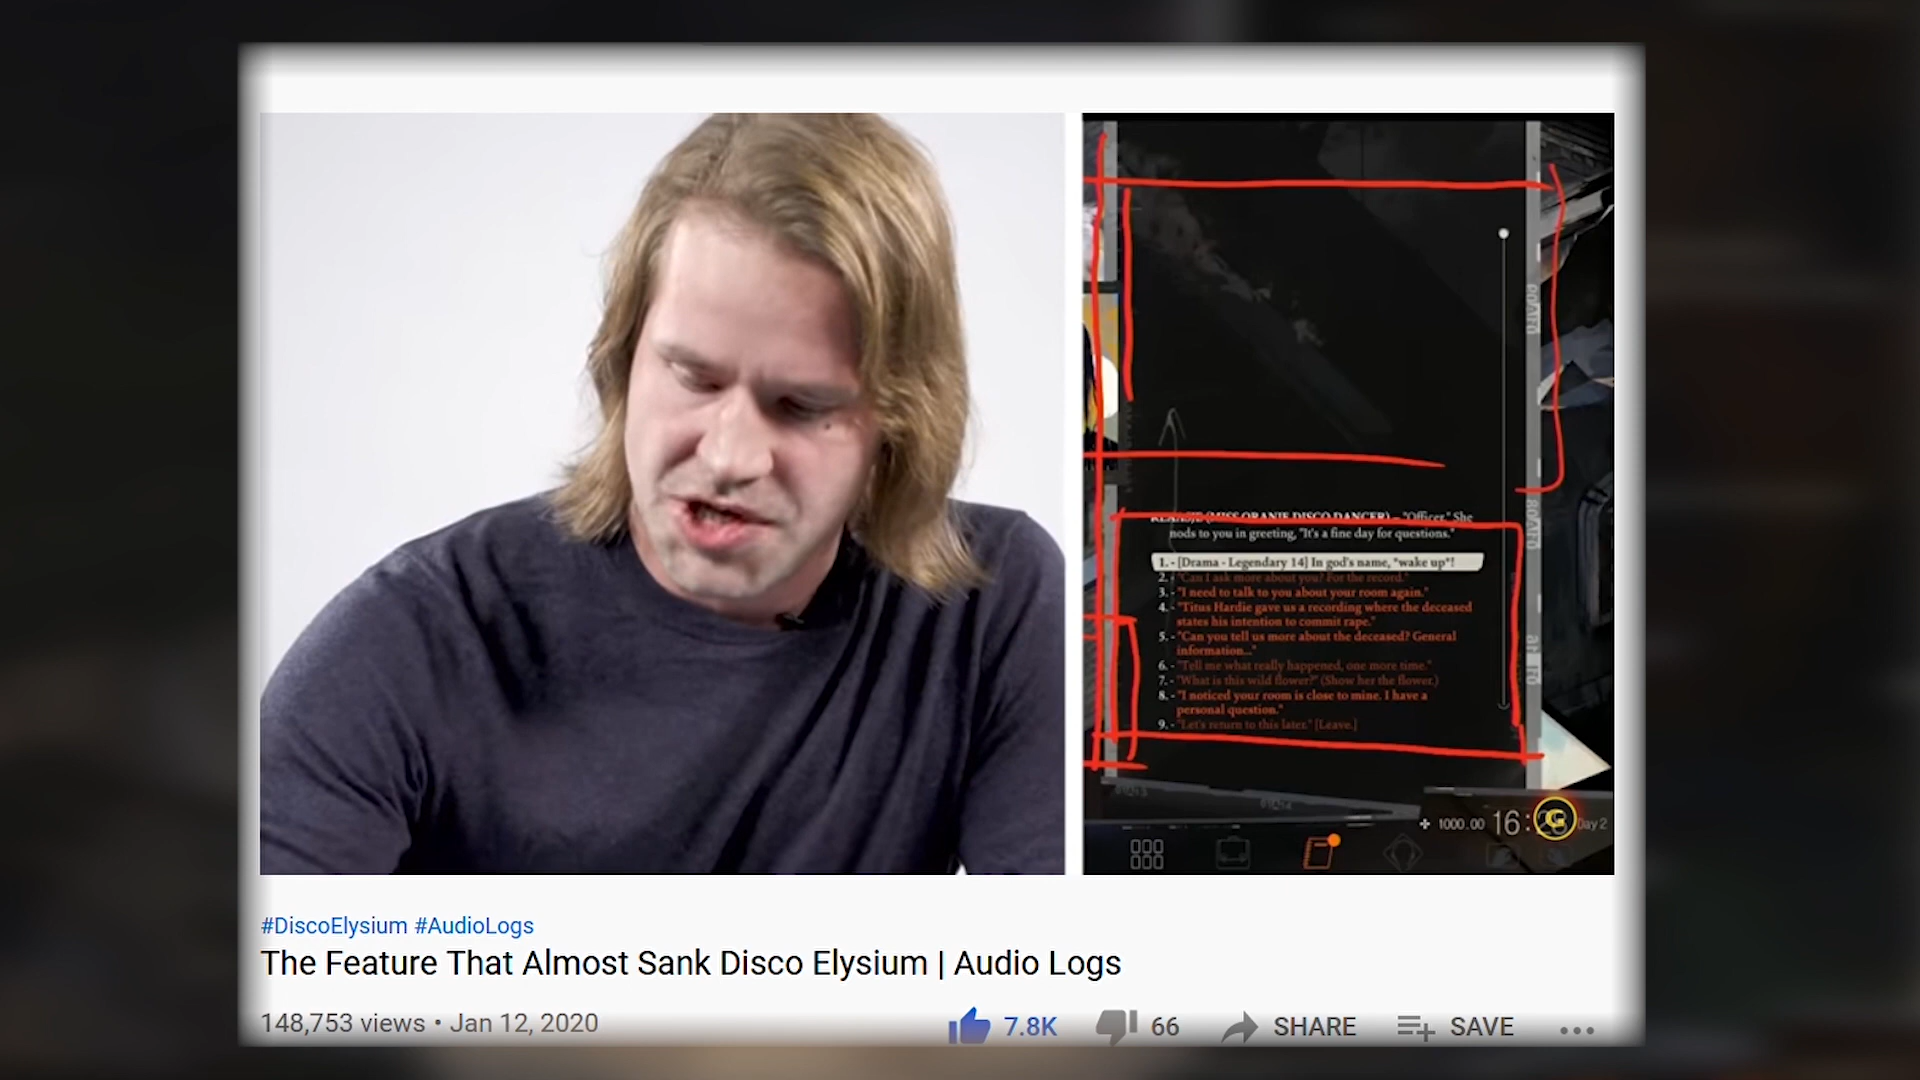 KLAASJE (MISS ORANJE DISCO DANCER) – "Officer." She
nods to you in greeting, "It's a fine day for questions."
1. - [Drama - Legendary 14] In god's name, *wake up*!
2. - "Can I ask more about you? For the record."
3. - "I need to talk to you about your room again."
4. - "Titus Hardie gave us a recording where the deceased
states his intention to commit rape."
5. - "Can you tell us more about the deceased? General
information..."
6. - "Tell me what really happened, one more time."
7. - "What is this wild flower?" (Show her the flower.)
8. - "I noticed your room is close to mine. I have a
personal question."
9. - "Let's return to this later." [Leave.]
1000.00 16: Day 2
#DiscoElysium #AudioLogs
The Feature That Almost Sank Disco Elysium | Audio Logs
148,753 views • Jan 12, 2020
7.8K 66 SHARE SAVE